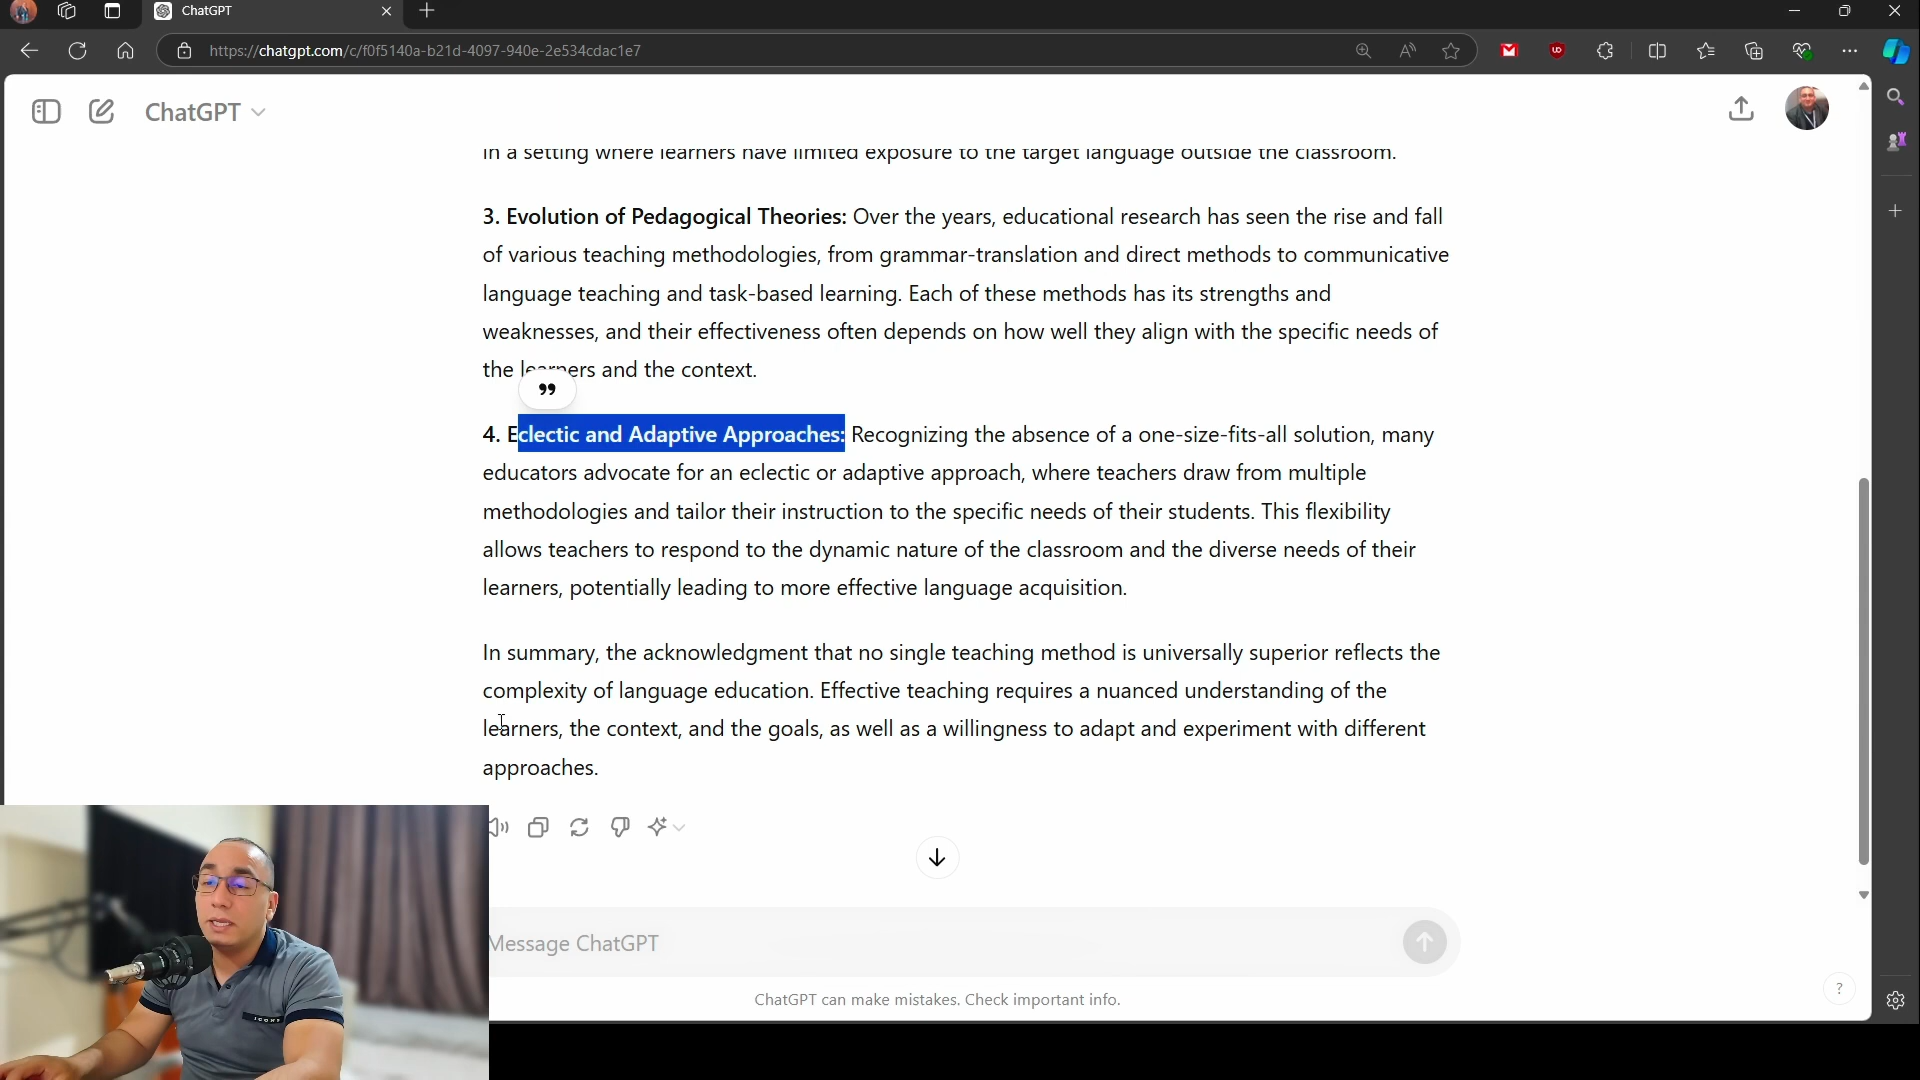 ChatGPT
https://chatgpt.com/c/f0f5140a-b21d-4097-940e-2e534cdac1e7
ChatGPT
in a setting where learners have limited exposure to the target language outside the classroom.
3. Evolution of Pedagogical Theories: Over the years, educational research has seen the rise and fall
of various teaching methodologies, from grammar-translation and direct methods to communicative
language teaching and task-based learning. Each of these methods has its strengths and
weaknesses, and their effectiveness often depends on how well they align with the specific needs of
the learners and the context.
4. Eclectic and Adaptive Approaches: Recognizing the absence of a one-size-fits-all solution, many
educators advocate for an eclectic or adaptive approach, where teachers draw from multiple
methodologies and tailor their instruction to the specific needs of their students. This flexibility
allows teachers to respond to the dynamic nature of the classroom and the diverse needs of their
learners, potentially leading to more effective language acquisition.
In summary, the acknowledgment that no single teaching method is universally superior reflects the
complexity of language education. Effective teaching requires a nuanced understanding of the
learners, the context, and the goals, as well as a willingness to adapt and experiment with different
approaches.
Message ChatGPT
ChatGPT can make mistakes. Check important info.
?
ICONS